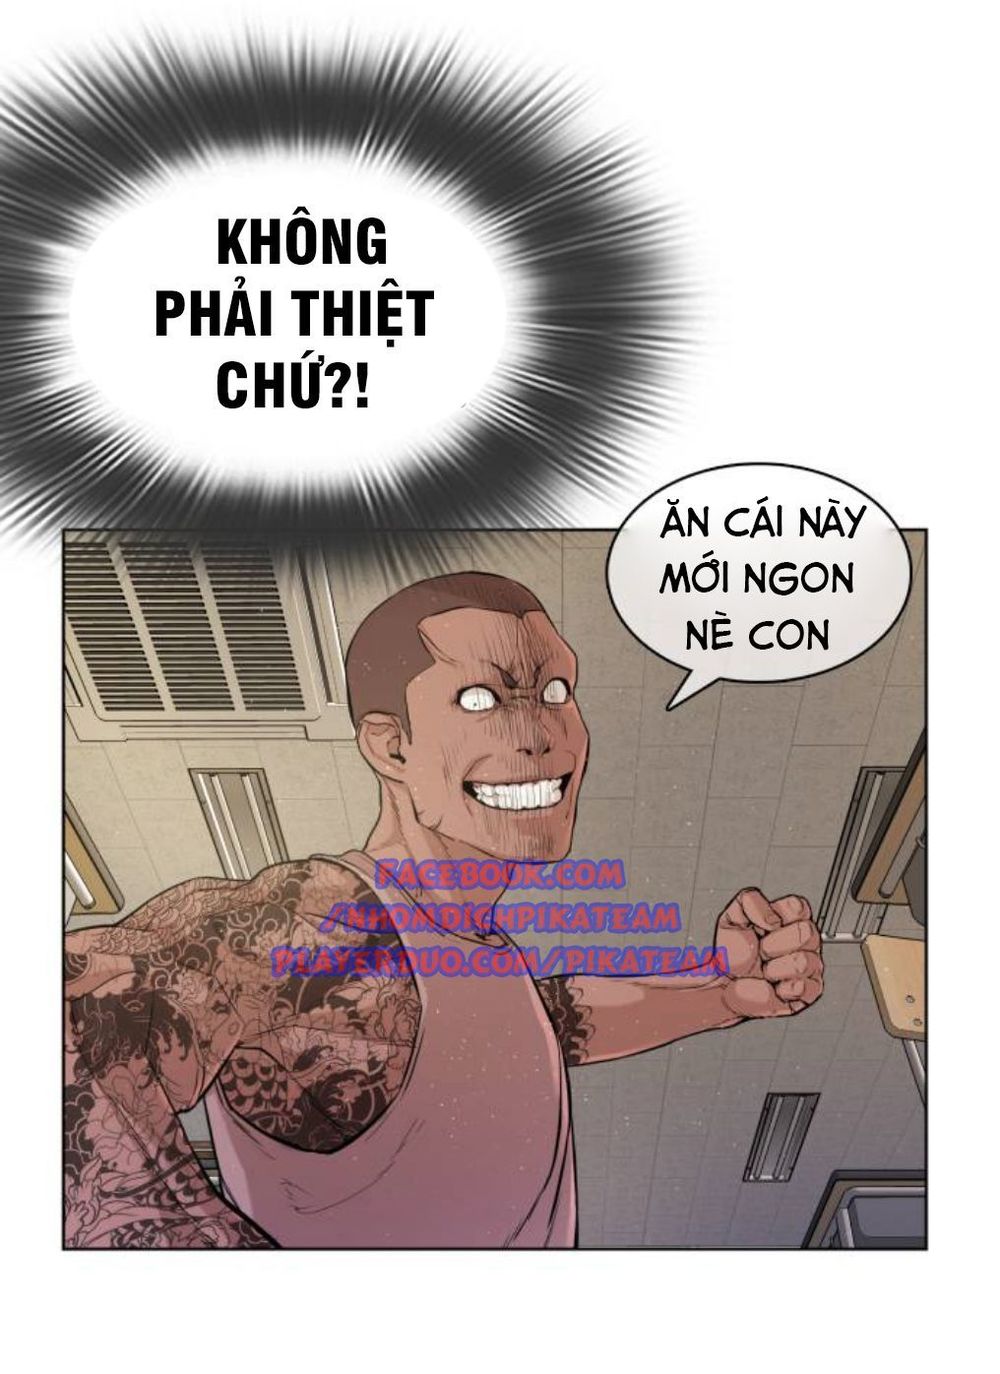 KHÔNG
PHẢI THIỆT
CHỨ?!
ĂN CÁI NÀY
MỚI NGON
NÈ CON
FACEBOOK.COM
/NHOMDICHPIKATEAM
PLAYERDUO.COM/PIKATEAM